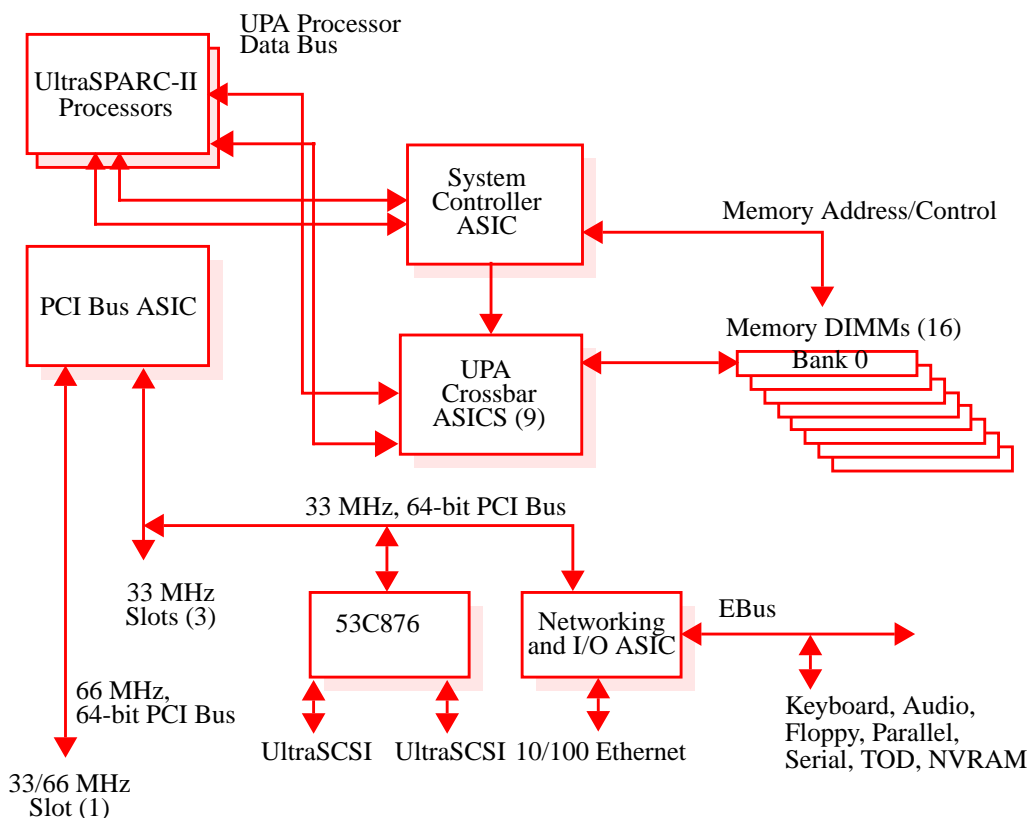 UPA Processor
Data Bus
UltraSPARC-II
Processors
System
Controller
ASIC
Memory Address/Control
PCI Bus ASIC
Memory DIMMs (16)
Bank 0
UPA
Crossbar
ASICS (9)
33 MHz, 64-bit PCI Bus
33 MHz
Slots (3)
53C876
Networking
and I/O ASIC
EBus
66 MHz,
64-bit PCI Bus
Keyboard, Audio,
Floppy, Parallel,
Serial, TOD, NVRAM
UltraSCSI
UltraSCSI
10/100 Ethernet
33/66 MHz
Slot (1)